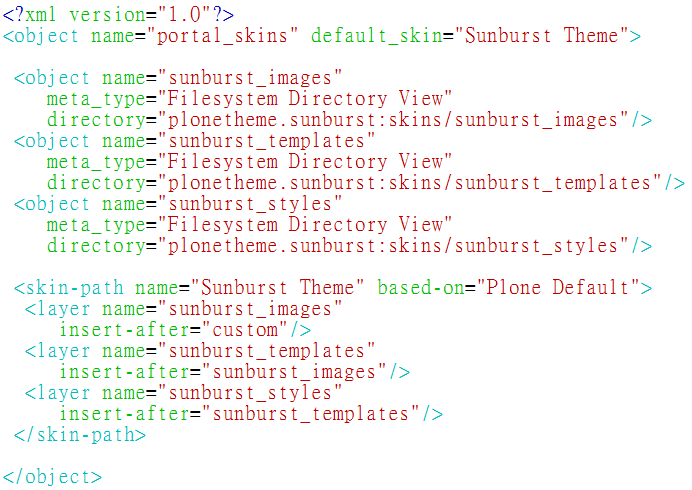 <?xml version="1.0"?>
<object name="portal_skins" default_skin="Sunburst Theme">

 <object name="sunburst_images"
    meta_type="Filesystem Directory View"
    directory="plonetheme.sunburst:skins/sunburst_images"/>
 <object name="sunburst_templates"
    meta_type="Filesystem Directory View"
    directory="plonetheme.sunburst:skins/sunburst_templates"/>
 <object name="sunburst_styles"
    meta_type="Filesystem Directory View"
    directory="plonetheme.sunburst:skins/sunburst_styles"/>

 <skin-path name="Sunburst Theme" based-on="Plone Default">
  <layer name="sunburst_images"
     insert-after="custom"/>
  <layer name="sunburst_templates"
     insert-after="sunburst_images"/>
  <layer name="sunburst_styles"
     insert-after="sunburst_templates"/>
 </skin-path>

</object>